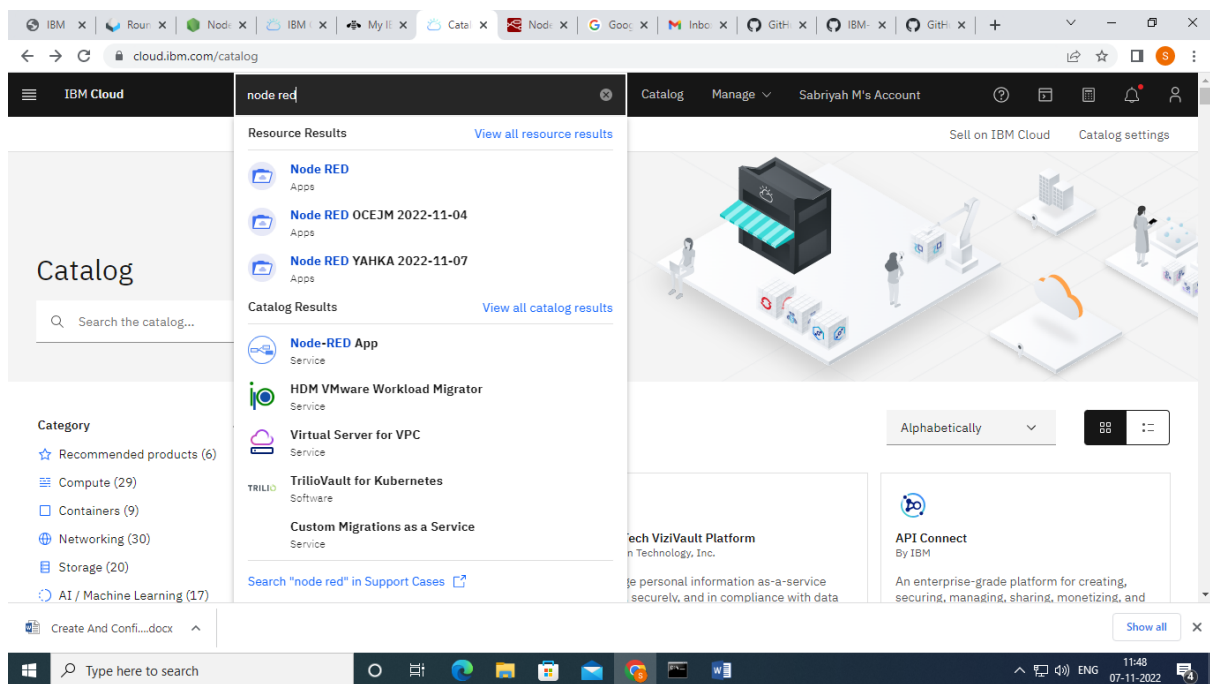 IBM
Roun
Node
IBM
My IE
Catal
Node
Goog
Inbo
GitH
IBM-
GitH
cloud.ibm.com/catalog
S
IBM Cloud
node red
Catalog
Manage
Sabriyah M's Account
Resource Results
View all resource results
Sell on IBM Cloud
Catalog settings
Node RED
Apps
Node RED OCEJM 2022-11-04
Apps
Node RED YAHKA 2022-11-07
Apps
Catalog
Search the catalog...
Catalog Results
View all catalog results
Node-RED App
Service
HDM VMware Workload Migrator
Service
Virtual Server for VPC
Service
TRILIO
TrilioVault for Kubernetes
Software
Custom Migrations as a Service
Service
Search "node red" in Support Cases
Category
Recommended products (6)
Compute (29)
Containers (9)
Networking (30)
Storage (20)
AI / Machine Learning (17)
Alphabetically
ech ViziVault Platform
n Technology, Inc.
ge personal information as-a-service
securely, and in compliance with data
API Connect
By IBM
An enterprise-grade platform for creating,
securing, managing, sharing, monetizing, and
Create And Confi....docx
Show all
Type here to search
ENG
11:48
07-11-2022
4